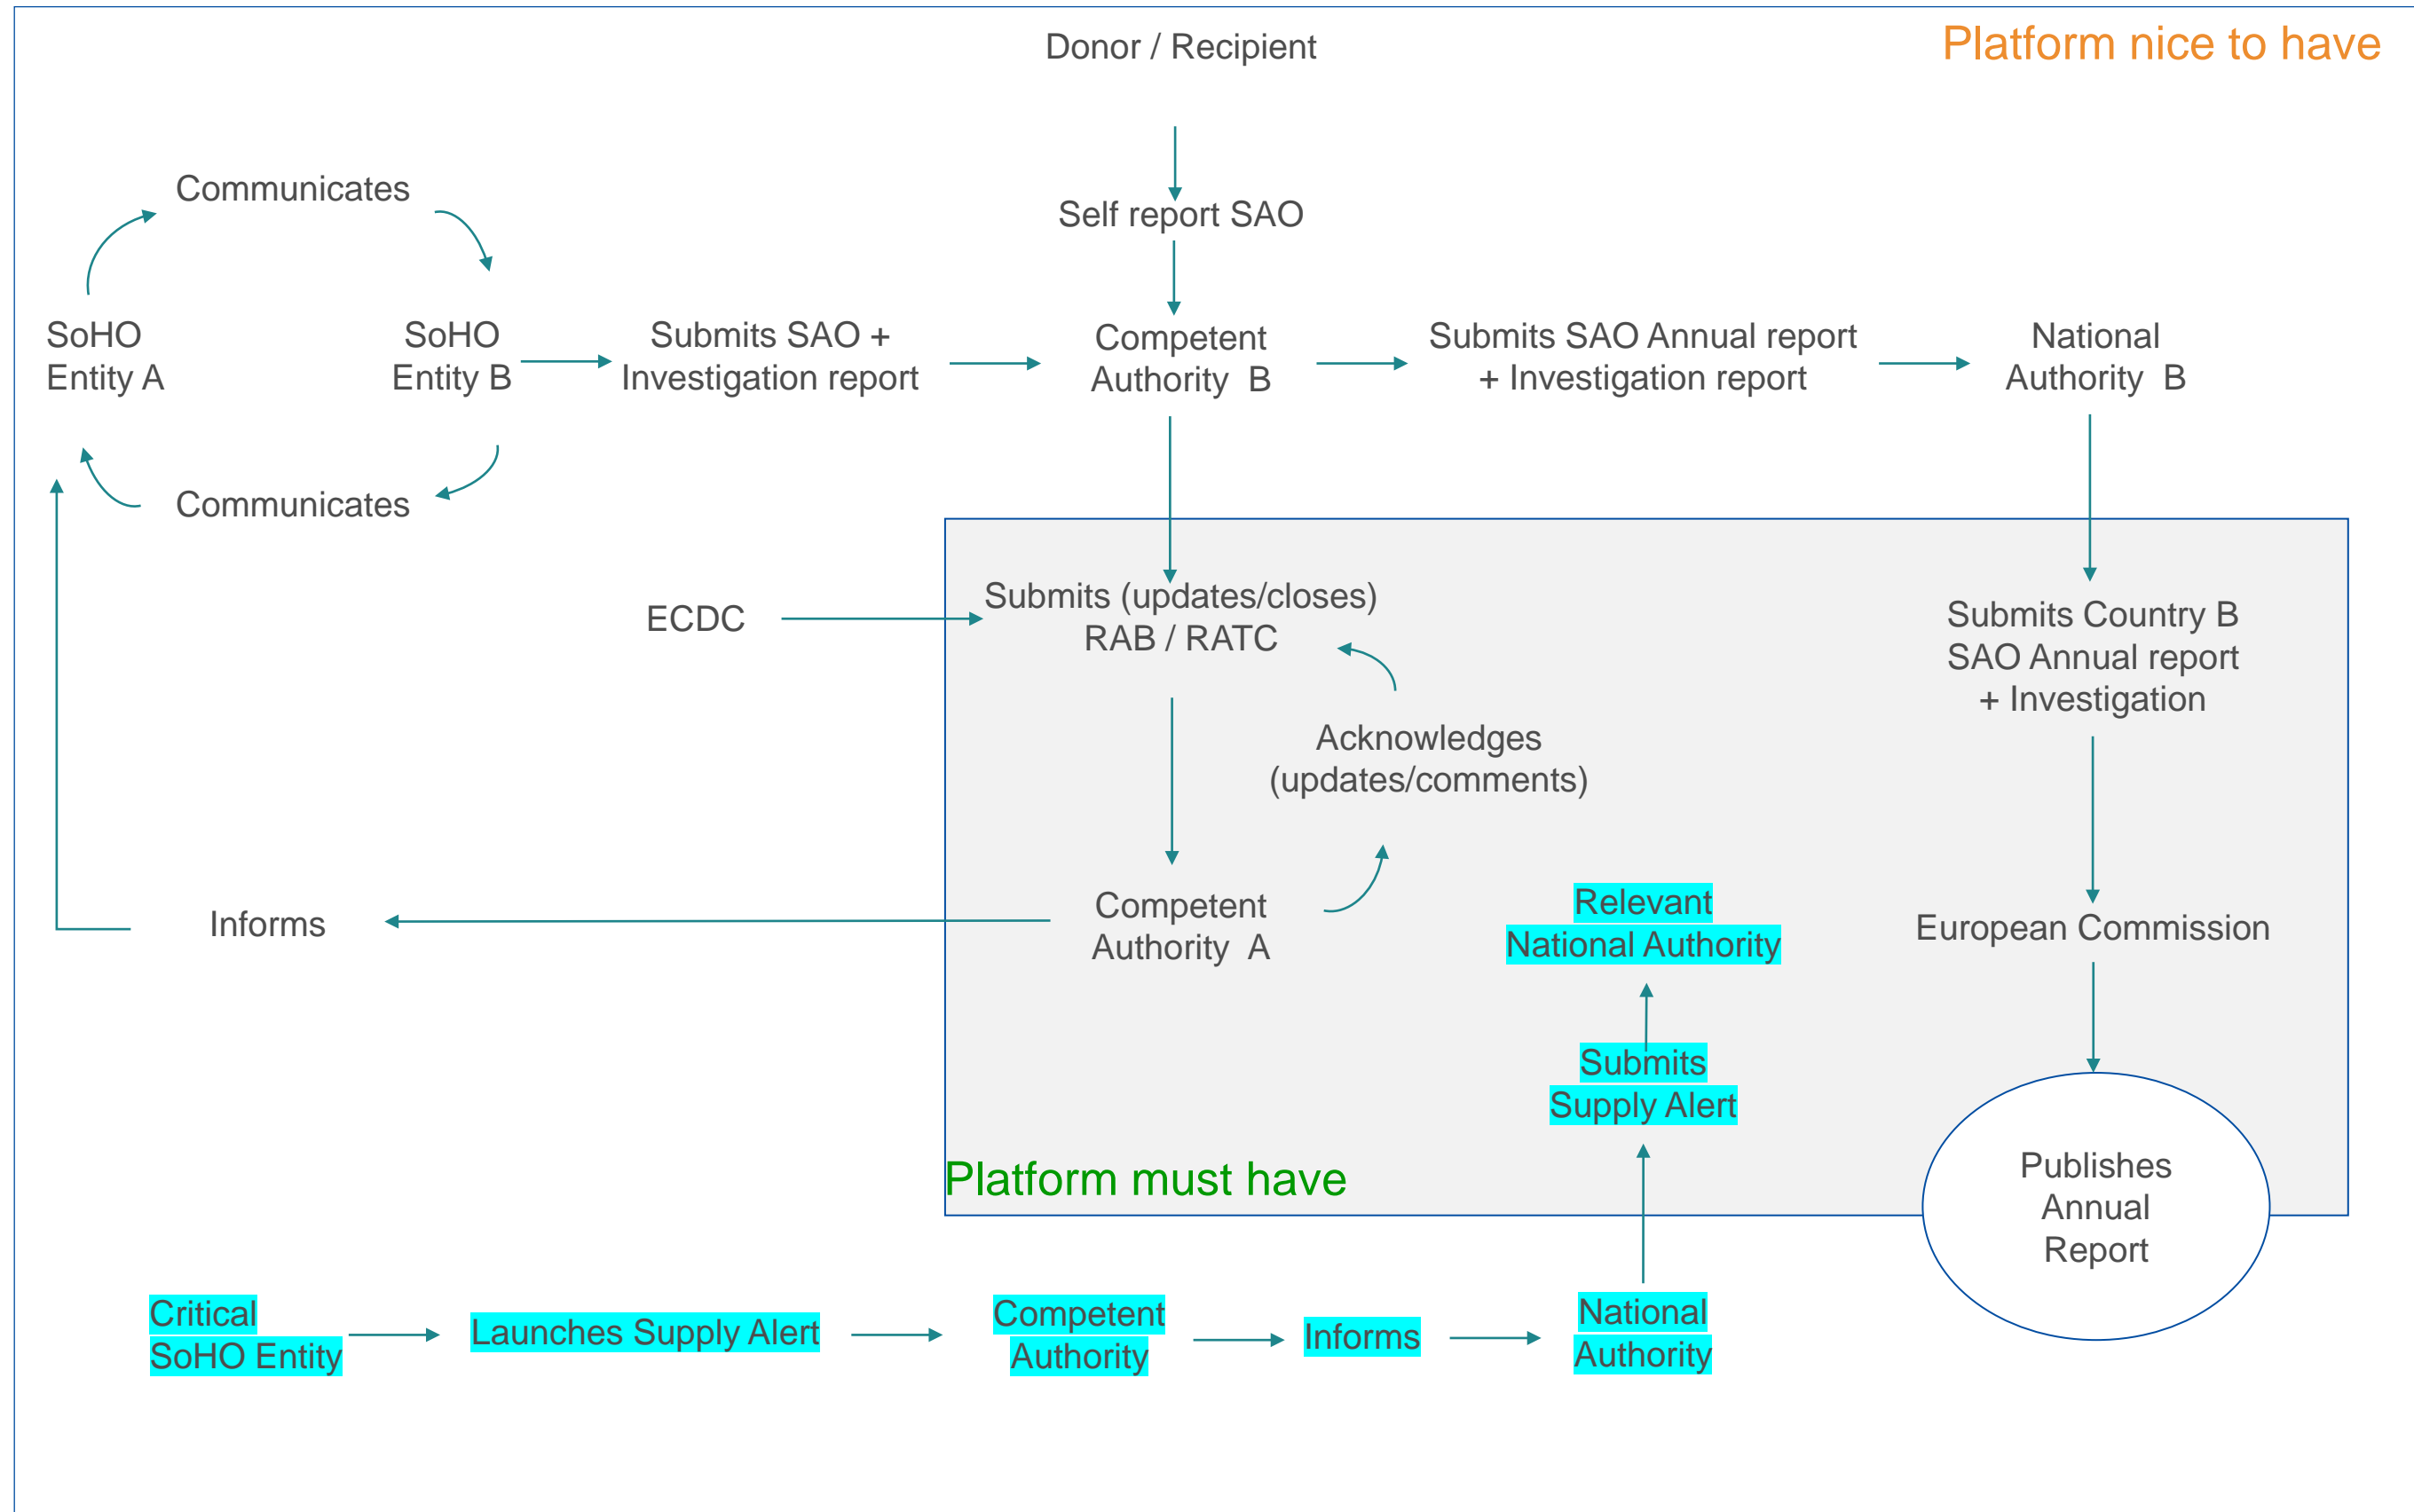 Donor / Recipient
Platform nice to have
Communicates
Self report SAO
SoHO
Entity A
SoHO
Entity B
Submits SAO +
Investigation report
Competent
Authority B
Submits SAO Annual report
+ Investigation report
National
Authority B
Communicates
ECDC
Submits (updates/closes)
RAB / RATC
Submits Country B
SAO Annual report
+ Investigation
Acknowledges
(updates/comments)
Informs
Competent
Authority A
Relevant
National Authority
European Commission
Submits
Supply Alert
Platform must have
Publishes
Annual
Report
Critical
SoHO Entity
Launches Supply Alert
Competent
Authority
Informs
National
Authority